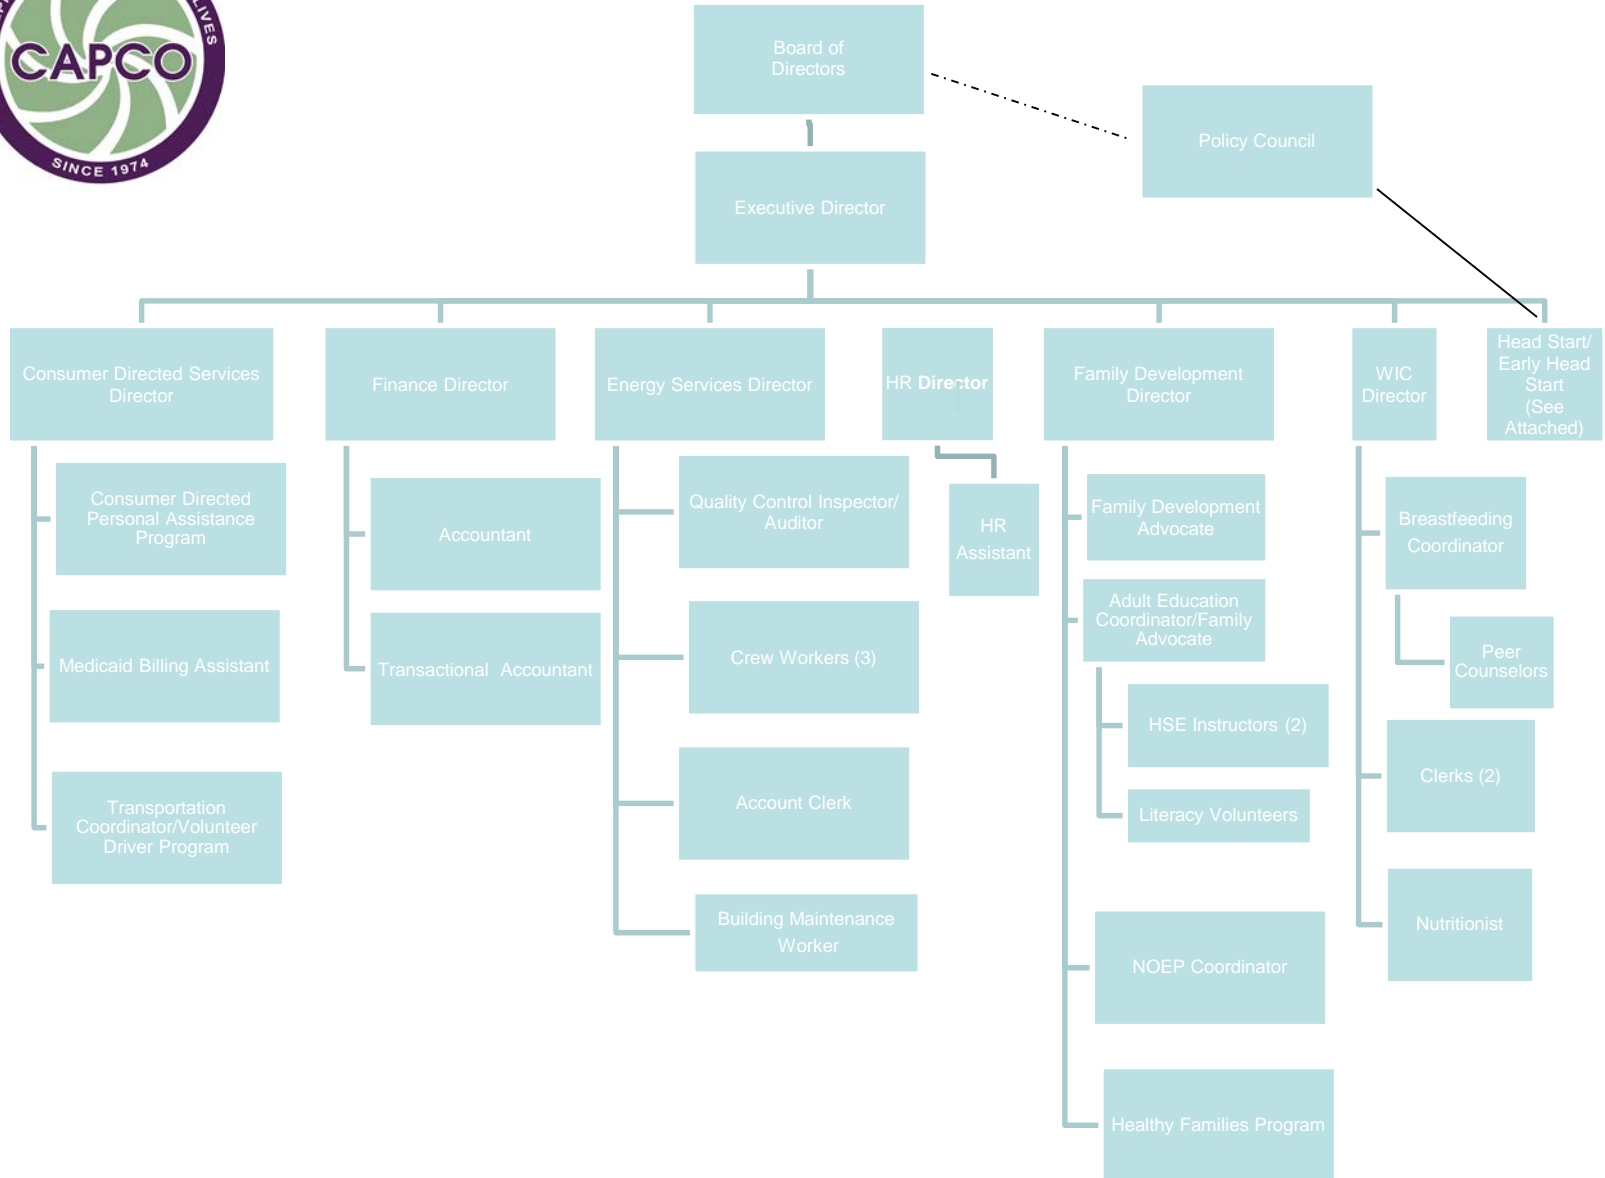 LIVES
CAPCO
SINCE 1974
Board of
Directors
Policy Council
Executive Director
Consumer Directed Services
Director
Finance Director
Energy Services Director
HR Director
Family Development
Director
WIC
Director
Head Start/
Early Head
Start
(See
Attached)
Consumer Directed
Personal Assistance
Program
Medicaid Billing Assistant
Transportation
Coordinator/Volunteer
Driver Program
Accountant
Transactional Accountant
Quality Control Inspector/
Auditor
Crew Workers (3)
Account Clerk
Building Maintenance
Worker
HR
Assistant
Family Development
Advocate
Adult Education
Coordinator/Family
Advocate
HSE Instructors (2)
Literacy Volunteers
NOEP Coordinator
Healthy Families Program
Breastfeeding
Coordinator
Peer
Counselors
Clerks (2)
Nutritionist